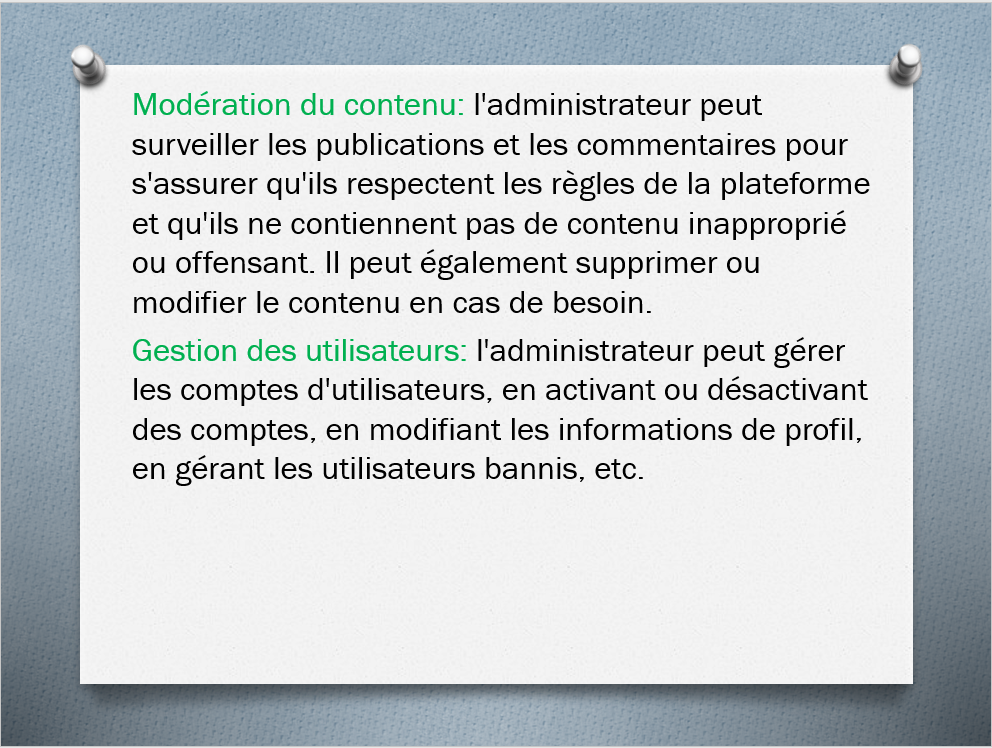 Modération du contenu: l'administrateur peut
surveiller les publications et les commentaires pour
s'assurer qu'ils respectent les règles de la plateforme
et qu'ils ne contiennent pas de contenu inapproprié
ou offensant. Il peut également supprimer ou
modifier le contenu en cas de besoin.
Gestion des utilisateurs: l'administrateur peut gérer
les comptes d'utilisateurs, en activant ou désactivant
des comptes, en modifiant les informations de profil,
en gérant les utilisateurs bannis, etc.